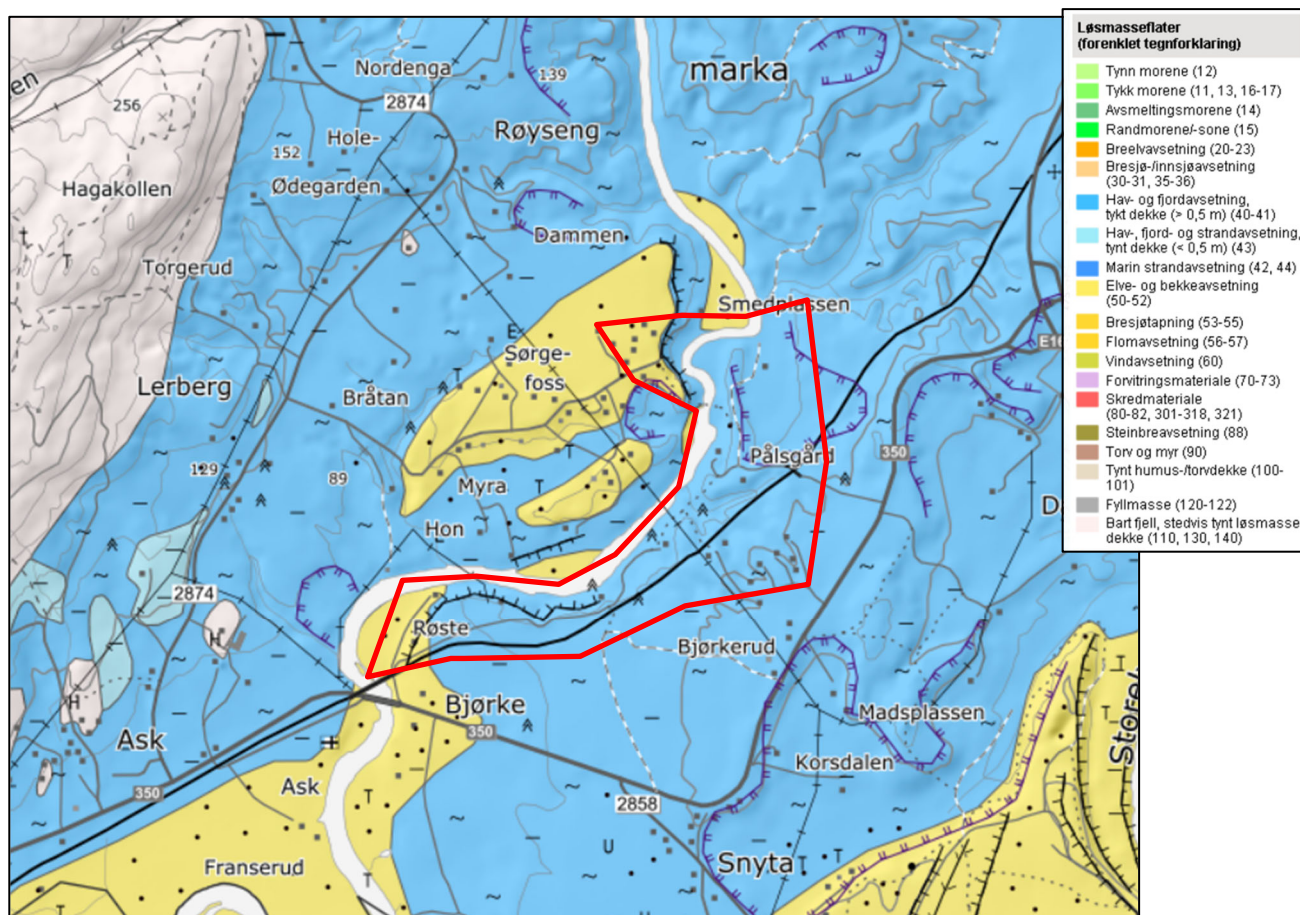 Løsmasseflater
(forenklet tegnforklaring)
Tynn morene (12)
Tykk morene (11, 13, 16-17)
Avsmeltingsmorene (14)
Randmorene/-sone (15)
Breelvavsetning (20-23)
Bresjø-/innsjøavsetning
(30-31, 35-36)
Hav- og fjordavsetning,
tykt dekke (> 0,5 m) (40-41)
Hav-, fjord- og strandavsetning,
tynt dekke (< 0,5 m) (43)
Marin strandavsetning (42, 44)
Elve- og bekkeavsetning
(50-52)
Bresjøtapning (53-55)
Flomavsetning (56-57)
Vindavsetning (60)
Forvitringsmateriale (70-73)
Skredmateriale
(80-82, 301-318, 321)
Steinbreavsetning (88)
Torv og myr (90)
Tynt humus-/torvdekke (100-
101)
Fyllmasse (120-122)
Bart fjell, stedvis tynt løsmasse
dekke (110, 130, 140)
en
Nordenga
139
marka
256
2874
Hole-
Røyseng
152
Hagakollen
Ødegarden
T
Dammen
Torgerud
Smedplassen
E
E16
Sørge-
foss
T
Lerberg
Bråtan
T
129
89
Myra
T
Pålsgård
350
Hon
D
2874
H
Røste
Bjørkerud
H
Bjørke
Madsplassen
Ask
350
Storel
T
Korsdalen
Ask
T
350
2858
U
Snyta
T
T
Franserud
T
T